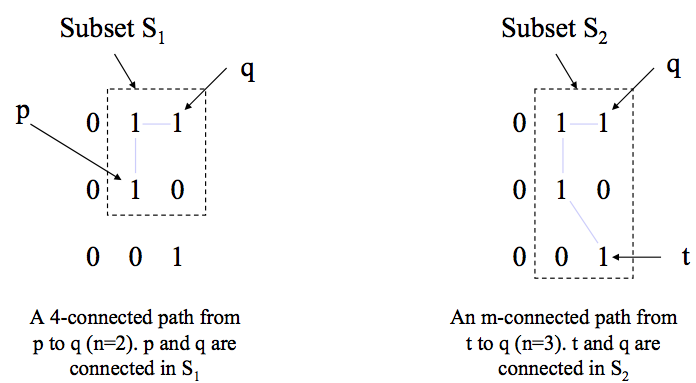 Subset S1
Subset S2
q
q
p
0 1 1
0 1 1
0 1 0
0 1 0
0 0 1
0 0 1
t
A 4-connected path from
p to q (n=2). p and q are
connected in S1
An m-connected path from
t to q (n=3). t and q are
connected in S2